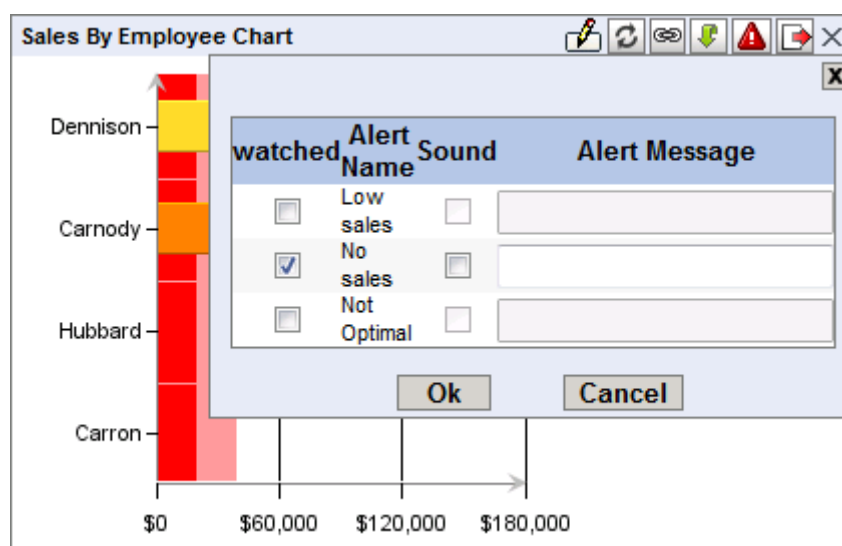 Sales By Employee Chart
X
watched Alert Name Sound Alert Message
Low sales
No sales
Not Optimal
Ok Cancel
Dennison
Carnody
Hubbard
Carron
$0 $60,000 $120,000 $180,000